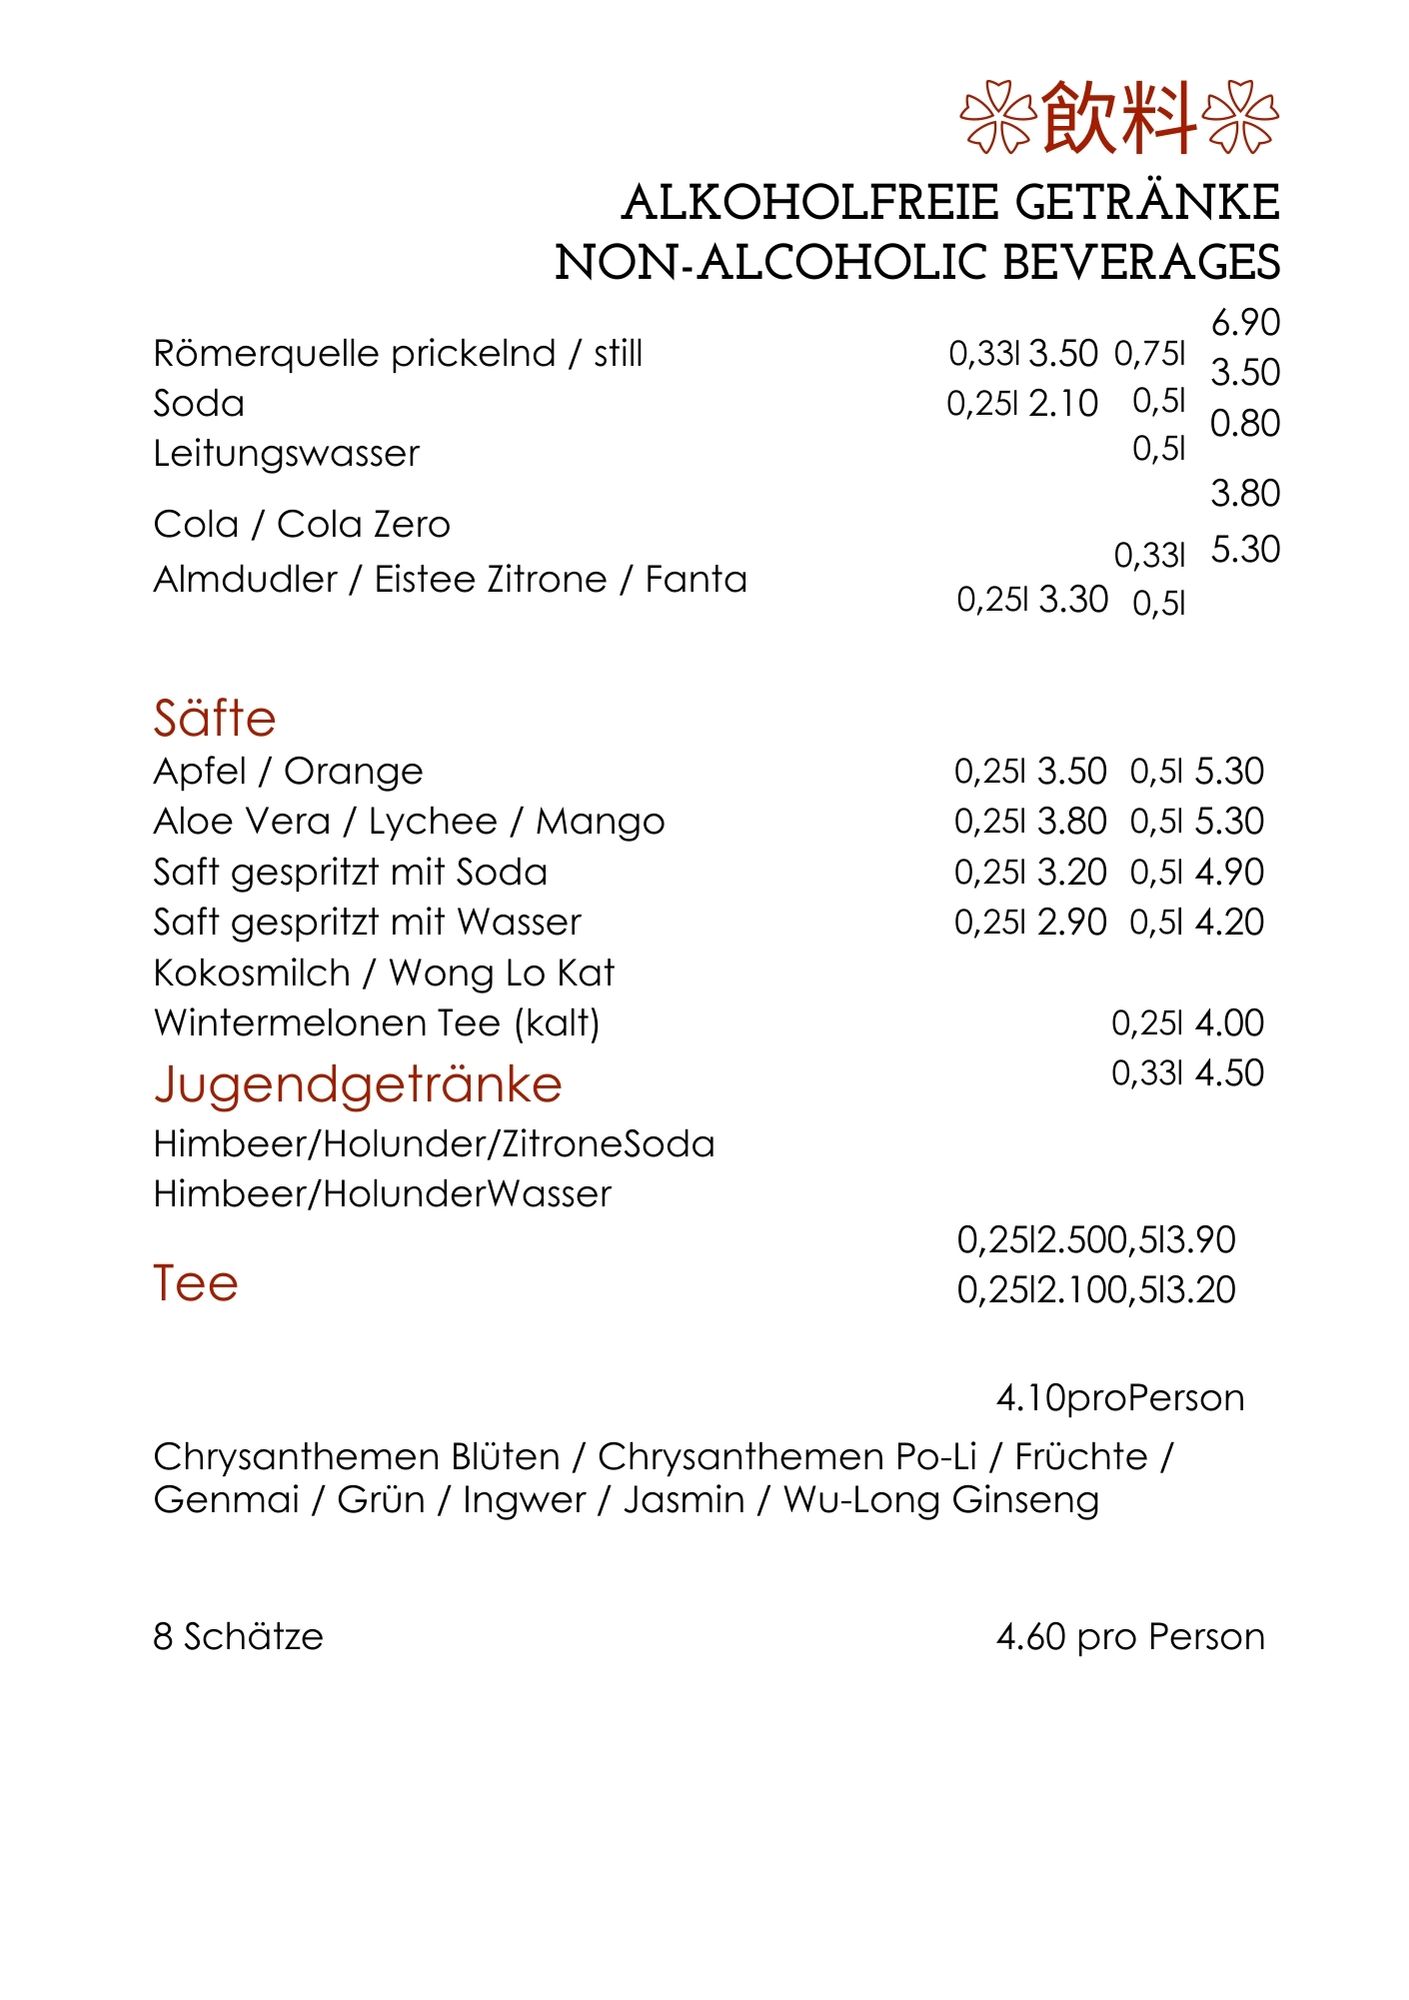 飲料
ALKOHOLFREIE GETRÄNKE
NON-ALCOHOLIC BEVERAGES
6.90
Römerquelle prickelnd / still 0,33l 3.50 0,75l
3.50
Soda 0,25l 2.10 0,5l
0.80
Leitungswasser 0,5l
3.80
Cola / Cola Zero
0,33l 5.30
Almdudler / Eistee Zitrone / Fanta
0,25l 3.30 0,5l
Säfte
Apfel / Orange 0,25l 3.50 0,5l 5.30
Aloe Vera / Lychee / Mango 0,25l 3.80 0,5l 5.30
Saft gespritzt mit Soda 0,25l 3.20 0,5l 4.90
Saft gespritzt mit Wasser 0,25l 2.90 0,5l 4.20
Kokosmilch / Wong Lo Kat
Wintermelonen Tee (kalt) 0,25l 4.00
0,33l 4.50
Jugendgetränke
Himbeer/Holunder/ZitroneSoda
Himbeer/HolunderWasser
0,25l2.500,5l3.90
Tee
0,25l2.100,5l3.20
4.10proPerson
Chrysanthemen Blüten / Chrysanthemen Po-Li / Früchte /
Genmai / Grün / Ingwer / Jasmin / Wu-Long Ginseng
8 Schätze 4.60 pro Person